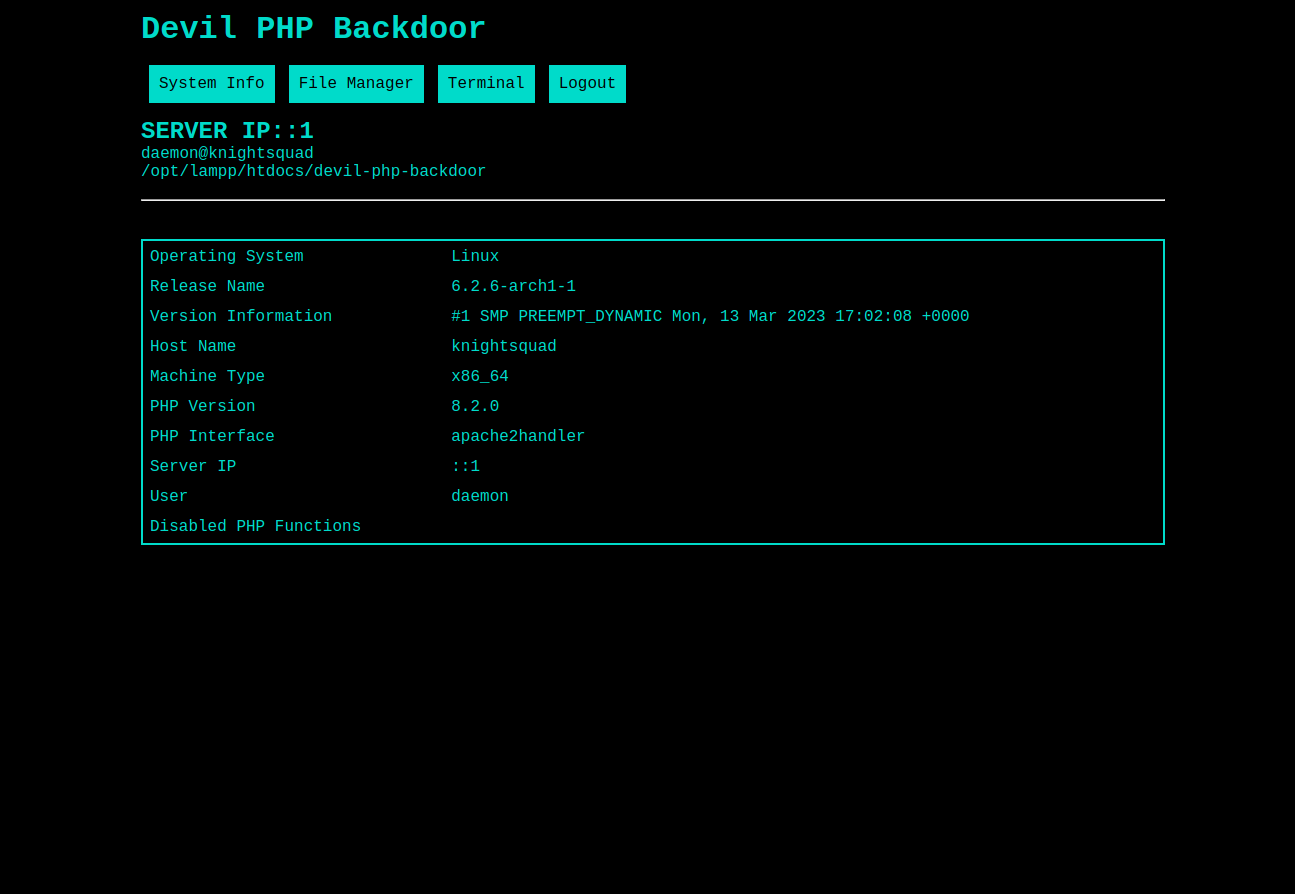 Devil PHP Backdoor
System Info File Manager Terminal Logout
SERVER IP::1
daemon@knightsquad
/opt/lampp/htdocs/devil-php-backdoor
Operating System Linux
Release Name 6.2.6-arch1-1
Version Information #1 SMP PREEMPT_DYNAMIC Mon, 13 Mar 2023 17:02:08 +0000
Host Name knightsquad
Machine Type x86_64
PHP Version 8.2.0
PHP Interface apache2handler
Server IP ::1
User daemon
Disabled PHP Functions